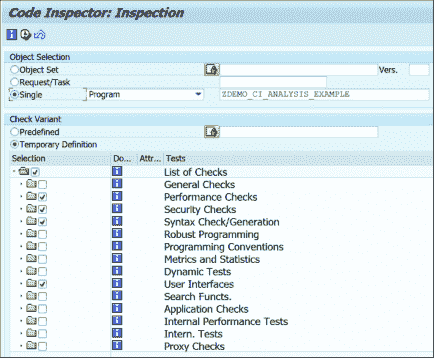 Code Inspector: Inspection
Object Selection
Object Set Vers.
Request/Task
Single Program ZDEMO_CI_ANALYSIS_EXAMPLE
Check Variant
Predefined
Temporary Definition
Selection Do... Attr... Tests
List of Checks
General Checks
Performance Checks
Security Checks
Syntax Check/Generation
Robust Programming
Programming Conventions
Metrics and Statistics
Dynamic Tests
User Interfaces
Search Functs.
Application Checks
Internal Performance Tests
Intern. Tests
Proxy Checks